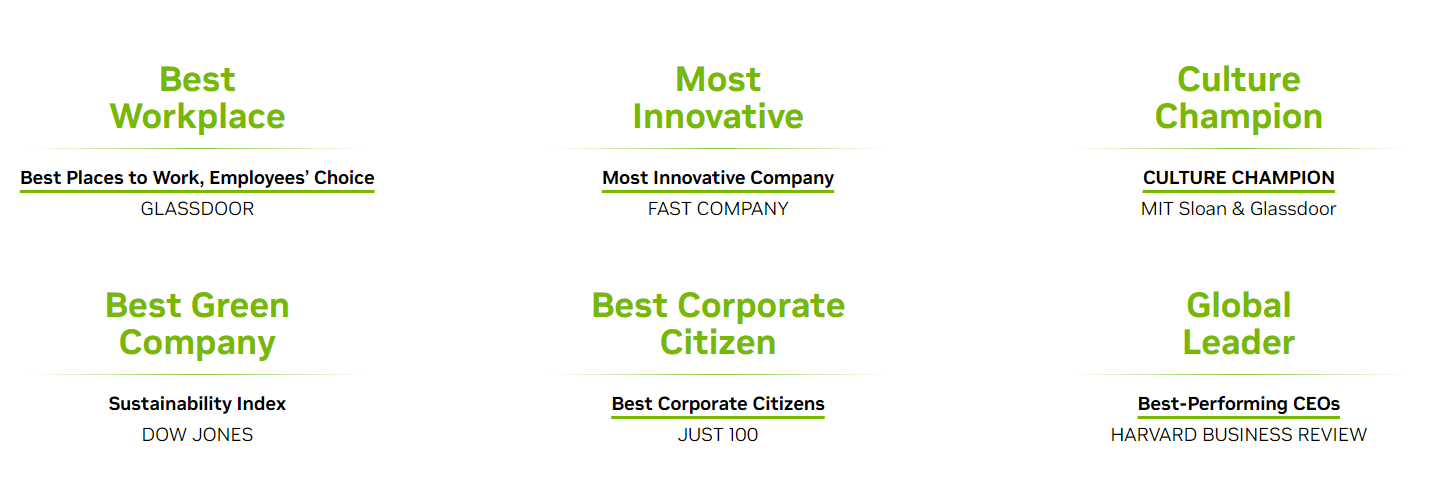 Best
Workplace
Best Places to Work, Employees’ Choice
GLASSDOOR
Most
Innovative
Most Innovative Company
FAST COMPANY
Culture
Champion
CULTURE CHAMPION
MIT Sloan & Glassdoor
Best Green
Company
Sustainability Index
DOW JONES
Best Corporate
Citizen
Best Corporate Citizens
JUST 100
Global
Leader
Best-Performing CEOs
HARVARD BUSINESS REVIEW